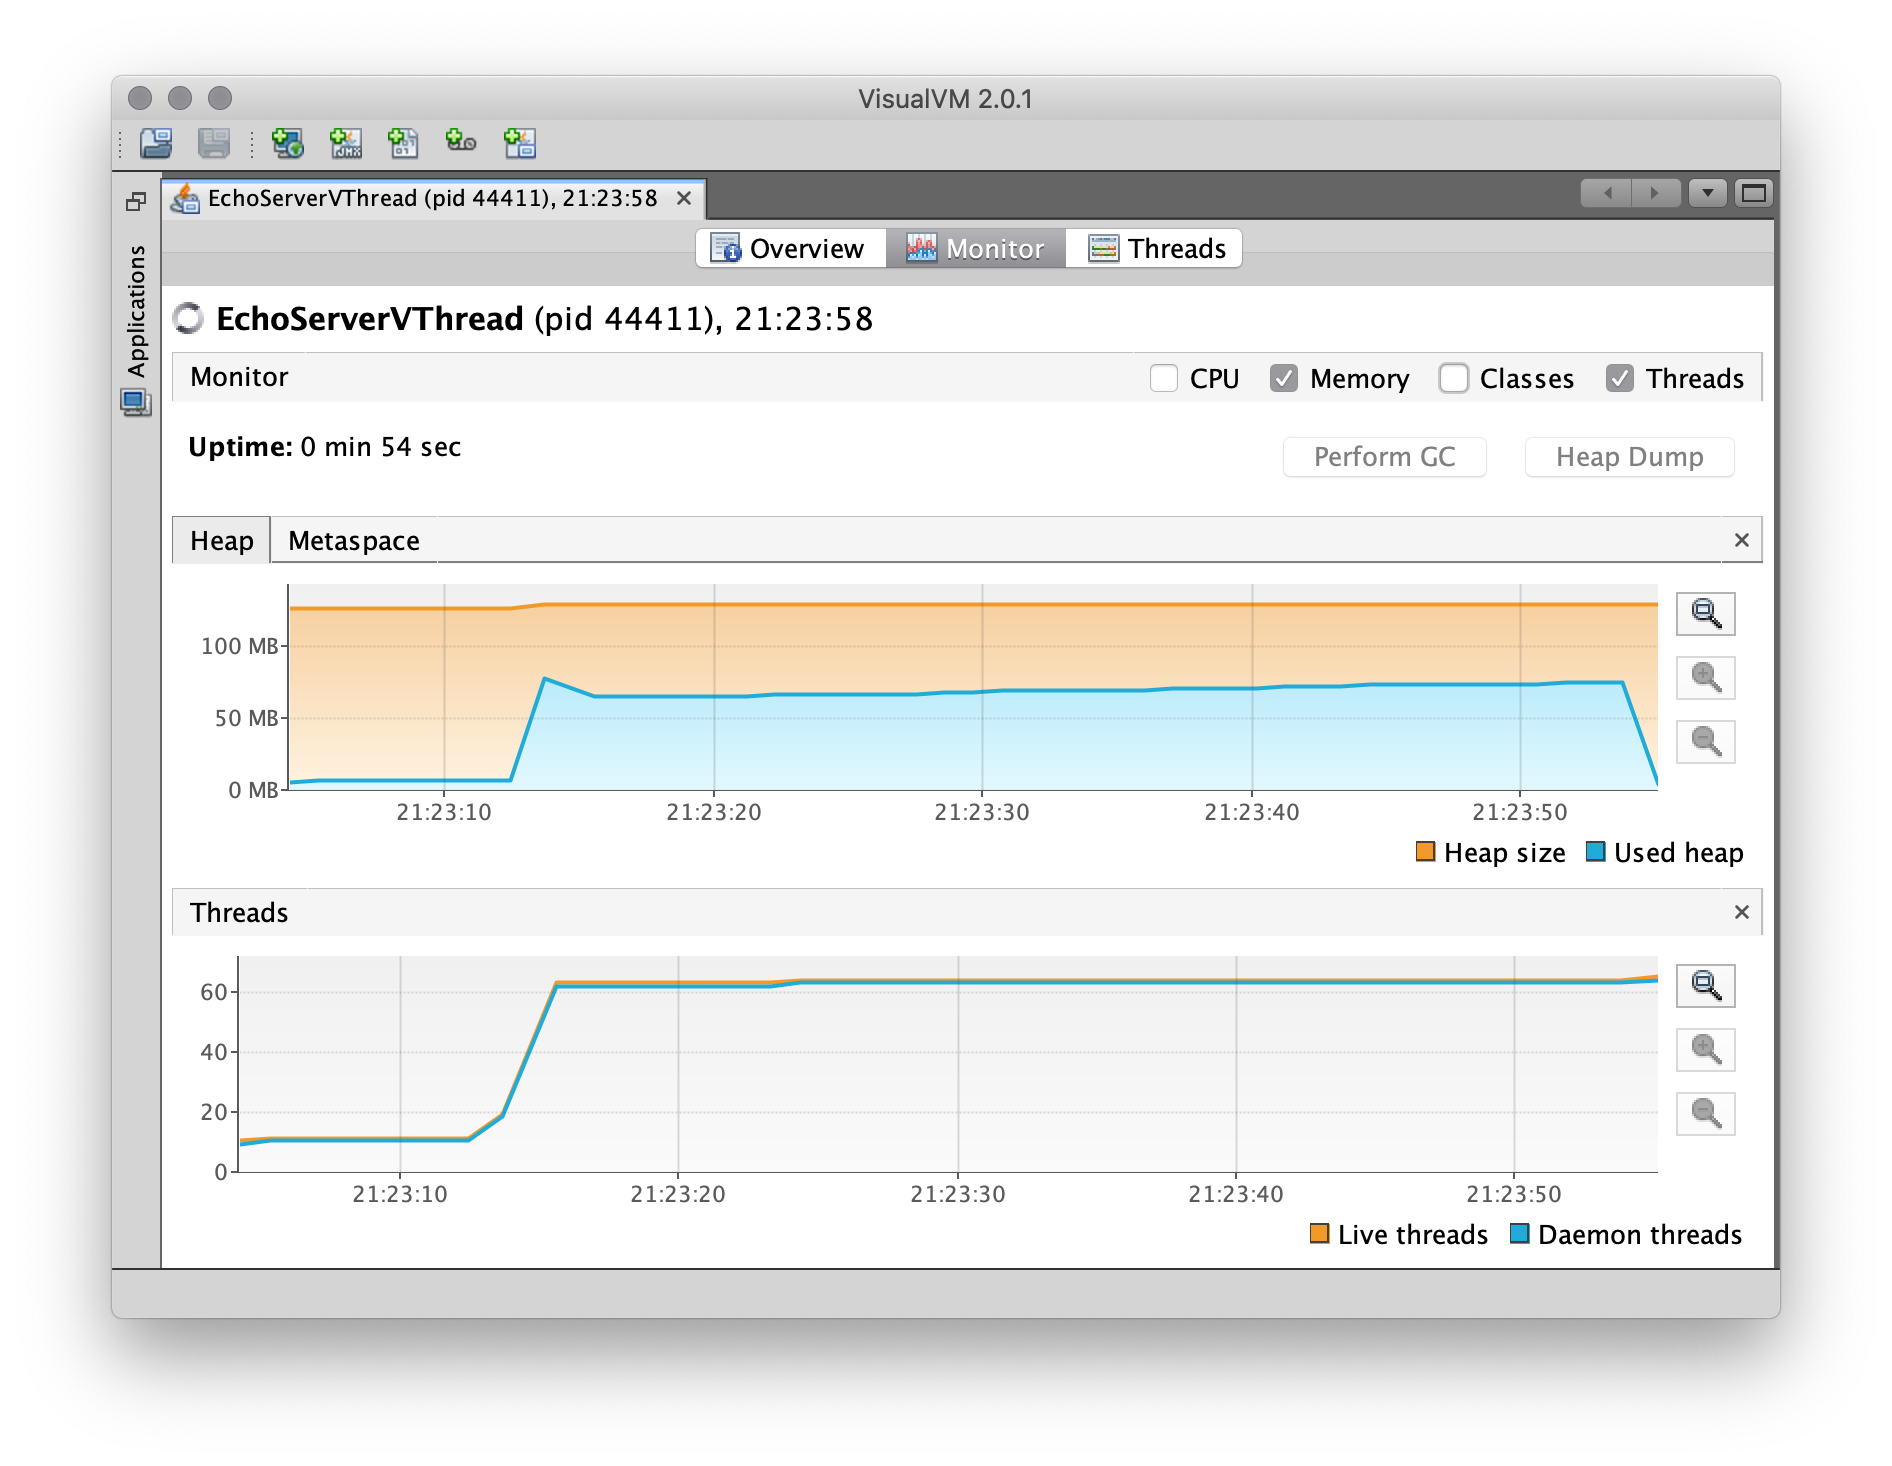 VisualVM 2.0.1
EchoServerVThread (pid 44411), 21:23:58
Applications
Overview Monitor Threads
EchoServerVThread (pid 44411), 21:23:58
Monitor CPU Memory Classes Threads
Uptime: 0 min 54 sec Perform GC Heap Dump
Heap Metaspace
100 MB
50 MB
0 MB
21:23:10 21:23:20 21:23:30 21:23:40 21:23:50
Heap size Used heap
Threads
60
40
20
0
21:23:10 21:23:20 21:23:30 21:23:40 21:23:50
Live threads Daemon threads